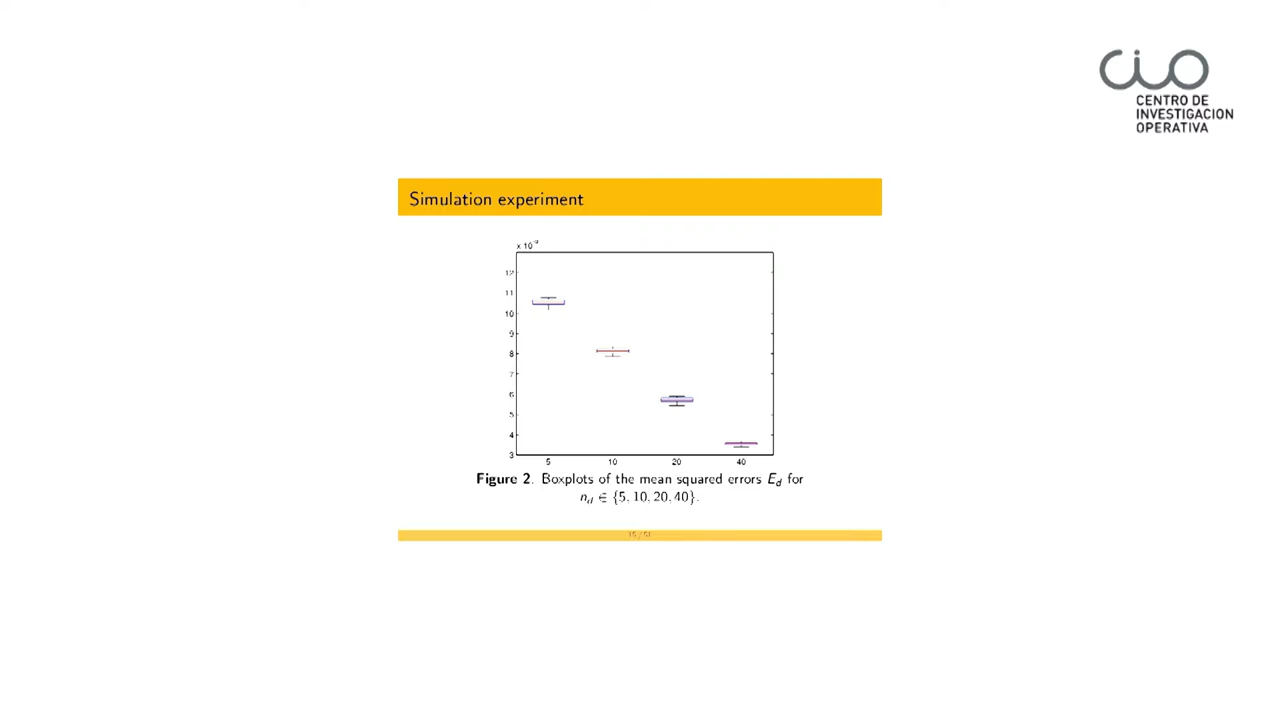 CIO
CENTRO DE
INVESTIGACION
OPERATIVA
Simulation experiment
12
11
10
9
8
7
6
5
4
3
5 10 20 40
Figure 2. Boxplots of the mean squared errors E_d for
n_d ∈ {5, 10, 20, 40}.